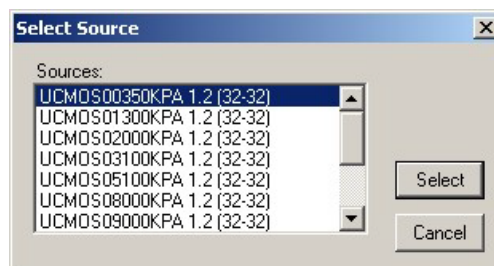 Select Source
Sources:
UCMOS00350KPA 1.2 (32-32)
UCMOS01300KPA 1.2 (32-32)
UCMOS02000KPA 1.2 (32-32)
UCMOS03100KPA 1.2 (32-32)
UCMOS05100KPA 1.2 (32-32)
UCMOS08000KPA 1.2 (32-32)
UCMOS09000KPA 1.2 (32-32)
Select
Cancel